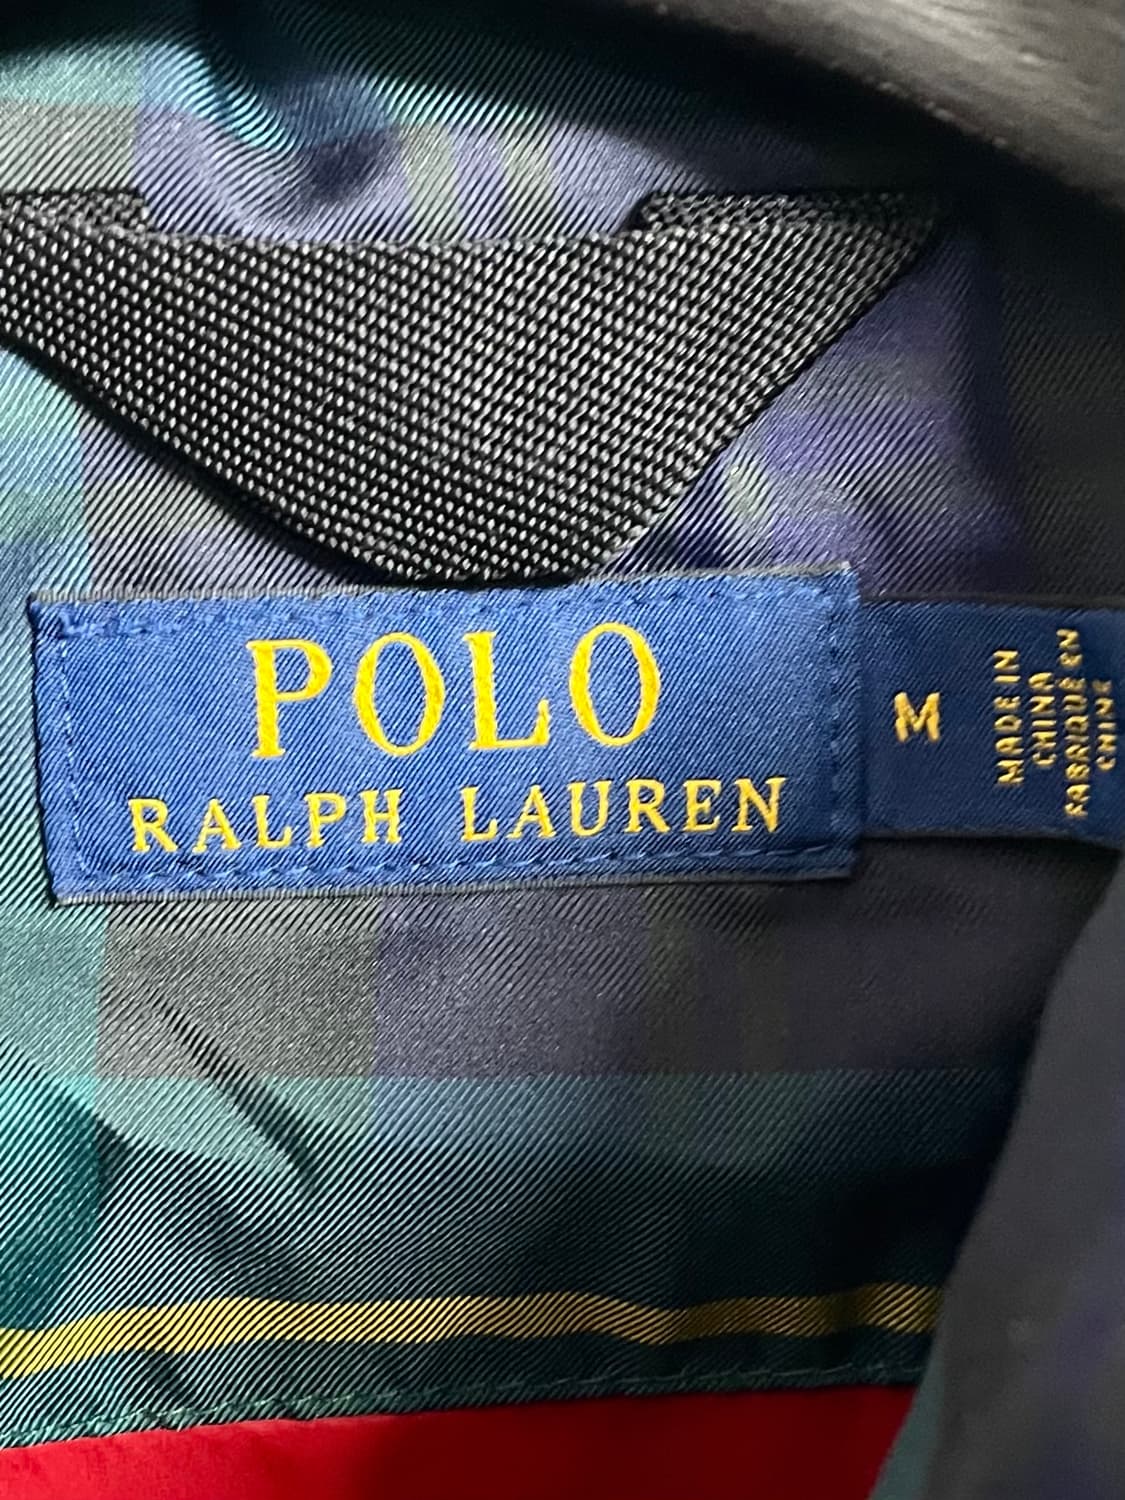 POLO
RALPH LAUREN
M
MADE IN
CHINA
FABRIQUÉ EN
CHINE